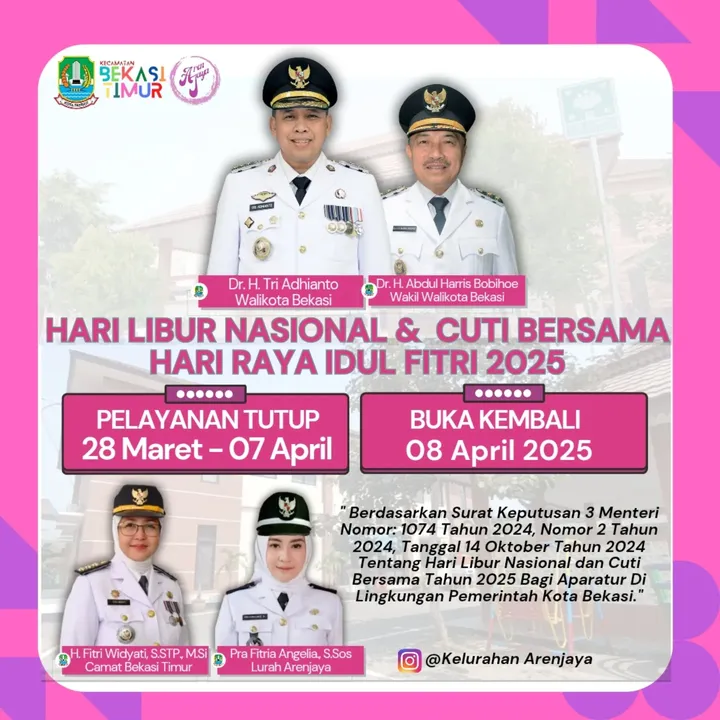 KECAMATAN
BEKASI
TIMUR
Aren
Jaya
Dr. H. Tri Adhianto
Walikota Bekasi
Dr. H. Abdul Harris Bobihoe
Wakil Walikota Bekasi
HARI LIBUR NASIONAL & CUTI BERSAMA
HARI RAYA IDUL FITRI 2025
PELAYANAN TUTUP
28 Maret – 07 April
BUKA KEMBALI
08 April 2025
H. Fitri Widyati, S.STP., M.Si
Camat Bekasi Timur
Pra Fitria Angelia., S.Sos
Lurah Arenjaya
" Berdasarkan Surat Keputusan 3 Menteri
Nomor: 1074 Tahun 2024, Nomor 2 Tahun
2024, Tanggal 14 Oktober Tahun 2024
Tentang Hari Libur Nasional dan Cuti
Bersama Tahun 2025 Bagi Aparatur Di
Lingkungan Pemerintah Kota Bekasi."
@Kelurahan Arenjaya